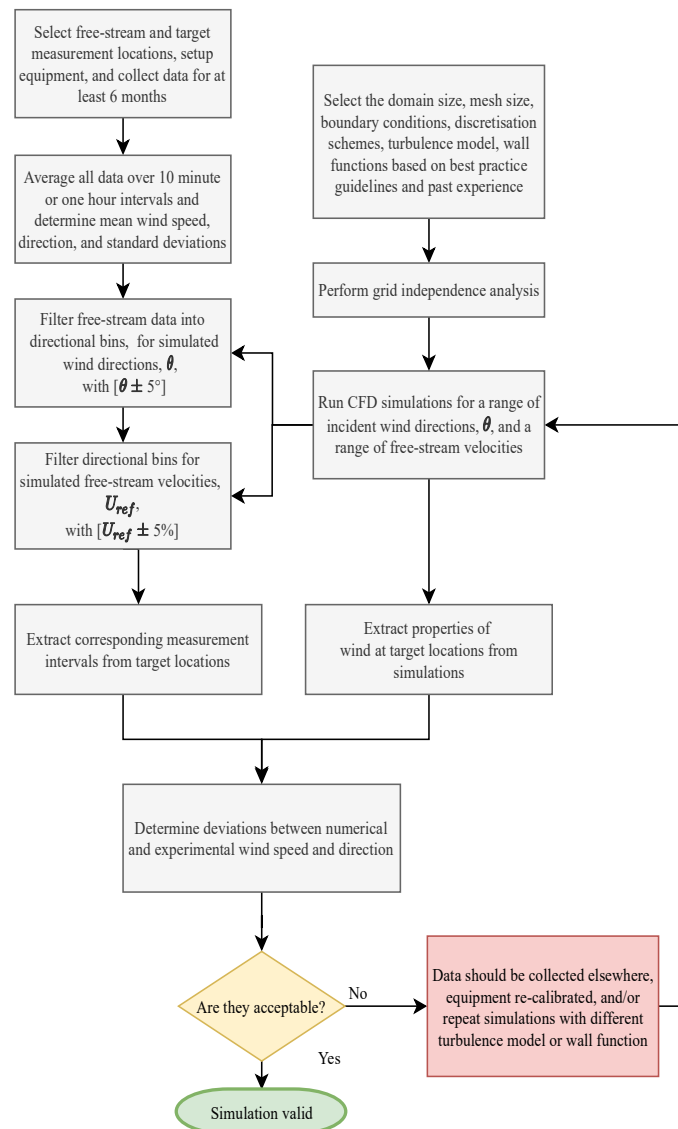 Select free-stream and target
measurement locations, setup
equipment, and collect data for at
least 6 months
Average all data over 10 minute
or one hour intervals and
determine mean wind speed,
direction, and standard deviations
Filter free-stream data into
directional bins, for simulated
wind directions, θ,
with [θ ± 5°]
Filter directional bins for
simulated free-stream velocities,
U_ref,
with [U_ref ± 5%]
Extract corresponding measurement
intervals from target locations
Select the domain size, mesh size,
boundary conditions, discretisation
schemes, turbulence model, wall
functions based on best practice
guidelines and past experience
Perform grid independence analysis
Run CFD simulations for a range of
incident wind directions, θ, and a
range of free-stream velocities
Extract properties of
wind at target locations from
simulations
Determine deviations between numerical
and experimental wind speed and direction
Are they acceptable?
No
Data should be collected elsewhere,
equipment re-calibrated, and/or
repeat simulations with different
turbulence model or wall function
Yes
Simulation valid